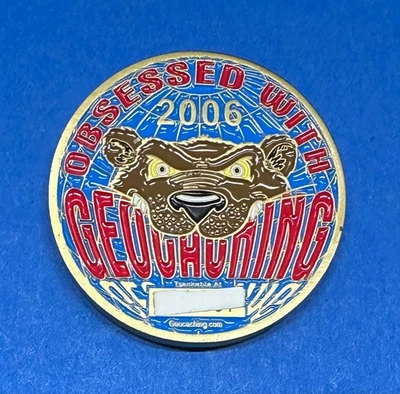 OBSESSED WITH
2006
GEOCACHING
Trackable At
Geocaching.com